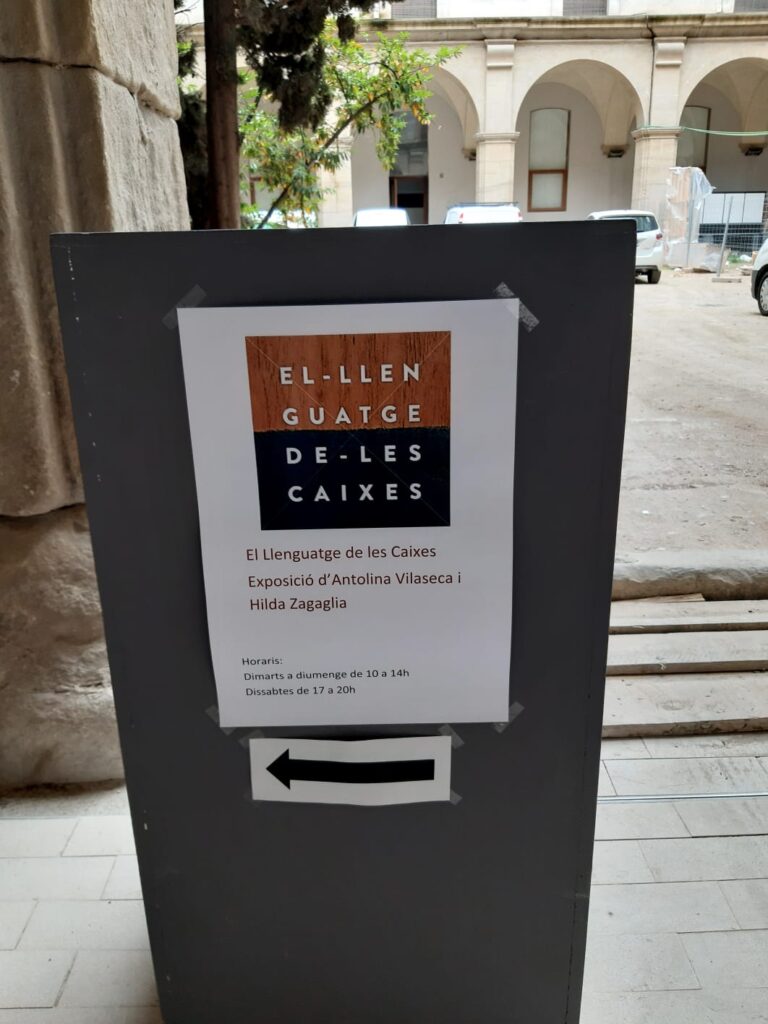 EL-LLEN
GUATGE
DE-LES
CAIXES
El Llenguatge de les Caixes
Exposició d'Antolina Vilaseca i
Hilda Zagaglia
Horaris:
Dimarts a diumenge de 10 a 14h
Dissabtes de 17 a 20h